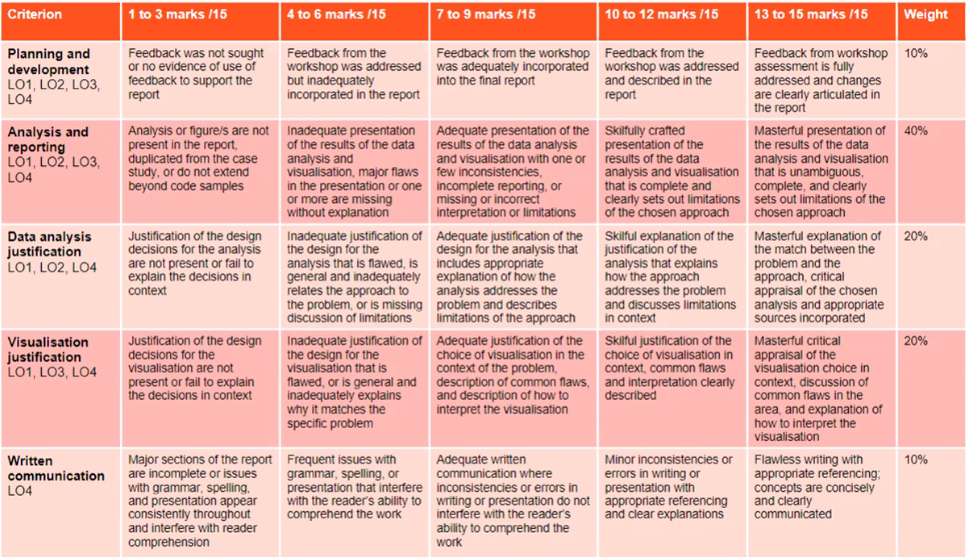 Criterion
1 to 3 marks /15
4 to 6 marks /15
7 to 9 marks /15
10 to 12 marks /15
13 to 15 marks /15
Weight
Planning and
development
LO1, LO2, LO3,
LO4
Feedback was not sought
or no evidence of use of
feedback to support the
report
Feedback from the
workshop was addressed
but inadequately
incorporated in the report
Feedback from the workshop
was adequately incorporated
into the final report
Feedback from the
workshop was addressed
and described in the
report
Feedback from workshop
assessment is fully
addressed and changes
are clearly articulated in
the report
10%
Analysis and
reporting
LO1, LO2, LO3,
LO4
Analysis or figure/s are not
present in the report,
duplicated from the case
study, or do not extend
beyond code samples
Inadequate presentation
of the results of the data
analysis and
visualisation, major flaws
in the presentation or one
or more are missing
without explanation
Adequate presentation of the
results of the data analysis
and visualisation with one or
few inconsistencies,
incomplete reporting, or
missing or incorrect
interpretation or limitations
Skilfully crafted
presentation of the
results of the data
analysis and visualisation
that is complete and
clearly sets out limitations
of the chosen approach
Masterful presentation of
the results of the data
analysis and visualisation
that is unambiguous,
complete, and clearly
sets out limitations of the
chosen approach
40%
Data analysis
justification
LO1, LO2, LO4
Justification of the design
decisions for the analysis
are not present or fail to
explain the decisions in
context
Inadequate justification of
the design for the
analysis that is flawed, is
general and inadequately
relates the approach to
the problem, or is missing
discussion of limitations
Adequate justification of the
design for the analysis that
includes appropriate
explanation of how the
analysis addresses the
problem and describes
limitations of the approach
Skilful explanation of the
justification of the
analysis that explains
how the approach
addresses the problem
and discusses limitations
in context
Masterful explanation of
the match between the
problem and the
approach, critical
appraisal of the chosen
analysis and appropriate
sources incorporated
20%
Visualisation
justification
LO1, LO3, LO4
Justification of the design
decisions for the
visualisation are not
present or fail to explain
the decisions in context
Inadequate justification of
the design for the
visualisation that is
flawed, or is general and
inadequately explains
why it matches the
specific problem
Adequate justification of the
choice of visualisation in the
context of the problem,
description of common flaws,
and description of how to
interpret the visualisation
Skilful justification of the
choice of visualisation in
context, common flaws
and interpretation clearly
described
Masterful critical
appraisal of the
visualisation choice in
context, discussion of
common flaws in the
area, and explanation of
how to interpret the
visualisation
20%
Written
communication
LO4
Major sections of the report
are incomplete or issues
with grammar, spelling,
and presentation appear
consistently throughout
and interfere with reader
comprehension
Frequent issues with
grammar, spelling, or
presentation that interfere
with the reader's ability to
comprehend the work
Adequate written
communication where
inconsistencies or errors in
writing or presentation do not
interfere with the reader's
ability to comprehend the
work
Minor inconsistencies or
errors in writing or
presentation with
appropriate referencing
and clear explanations
Flawless writing with
appropriate referencing;
concepts are concisely
and clearly
communicated
10%